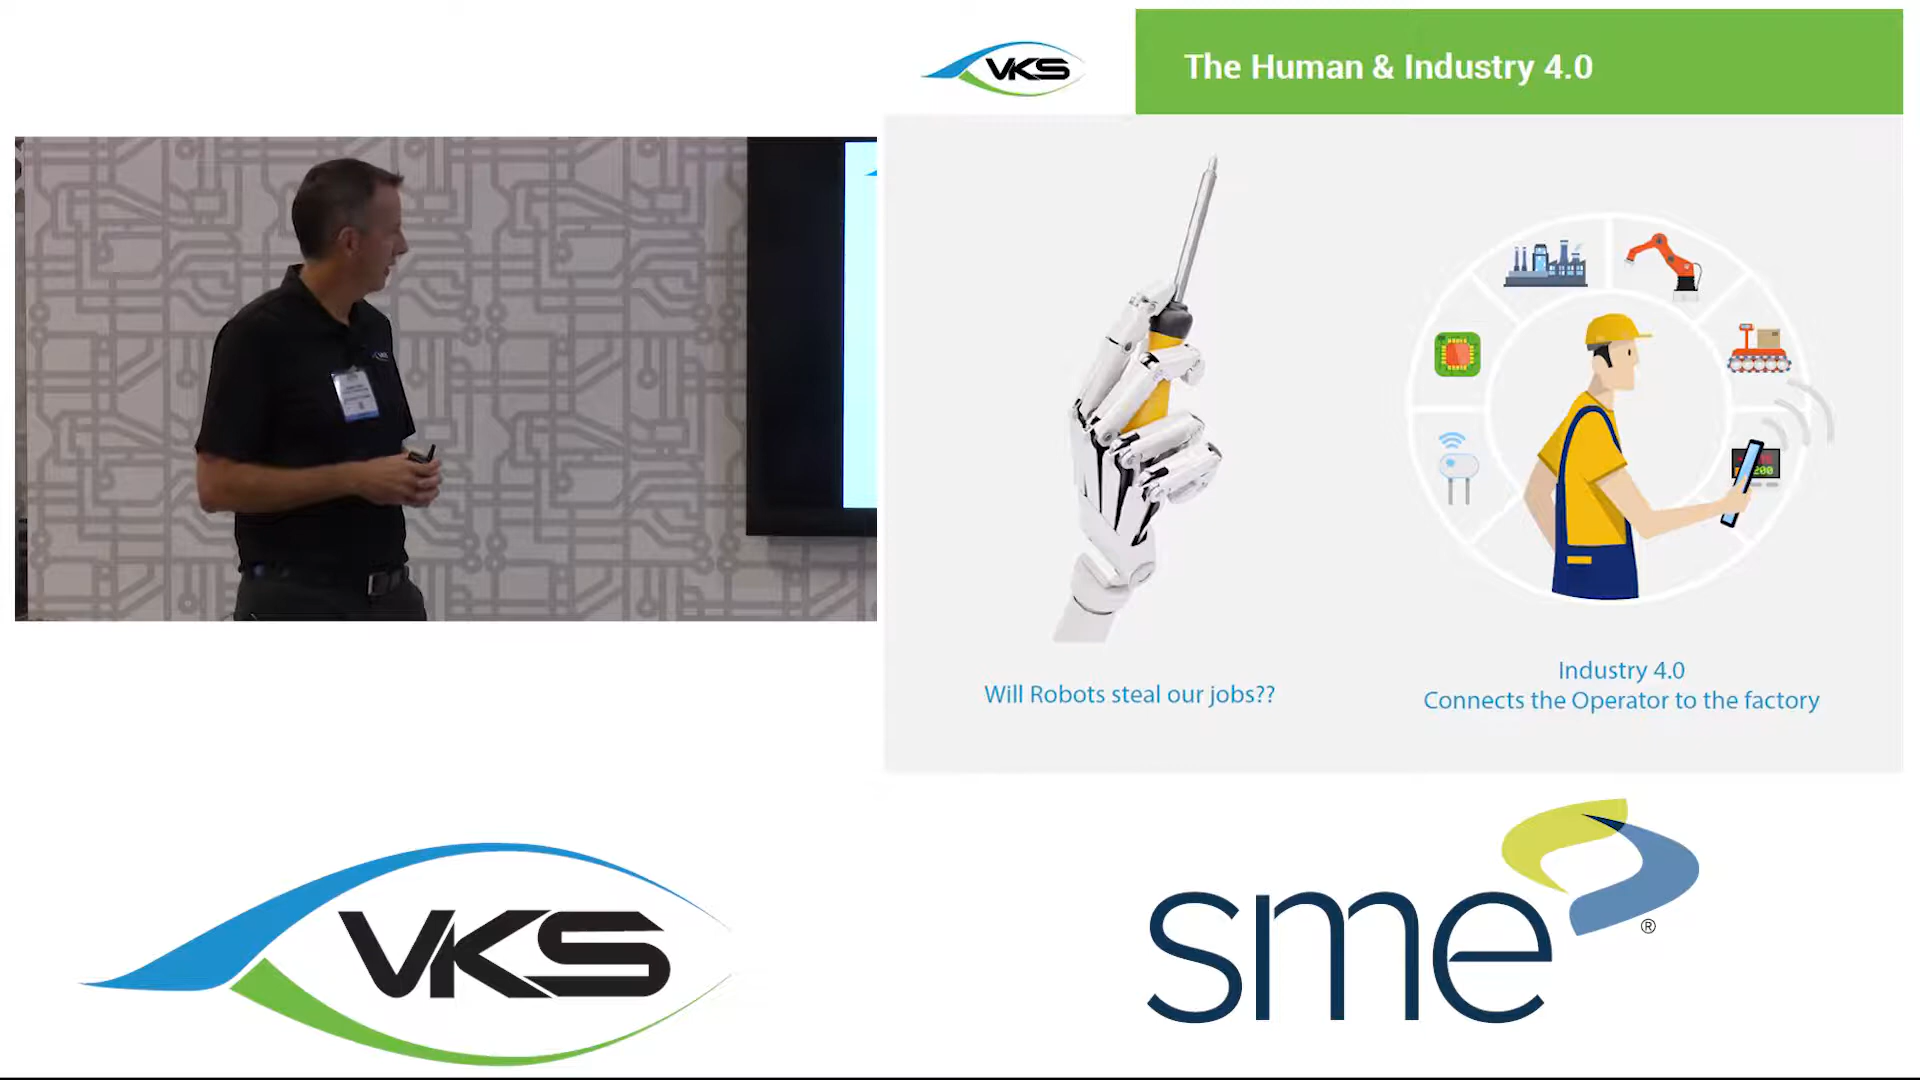 VKS
The Human & Industry 4.0
200
Will Robots steal our jobs??
Industry 4.0
Connects the Operator to the factory
VKS
sme®